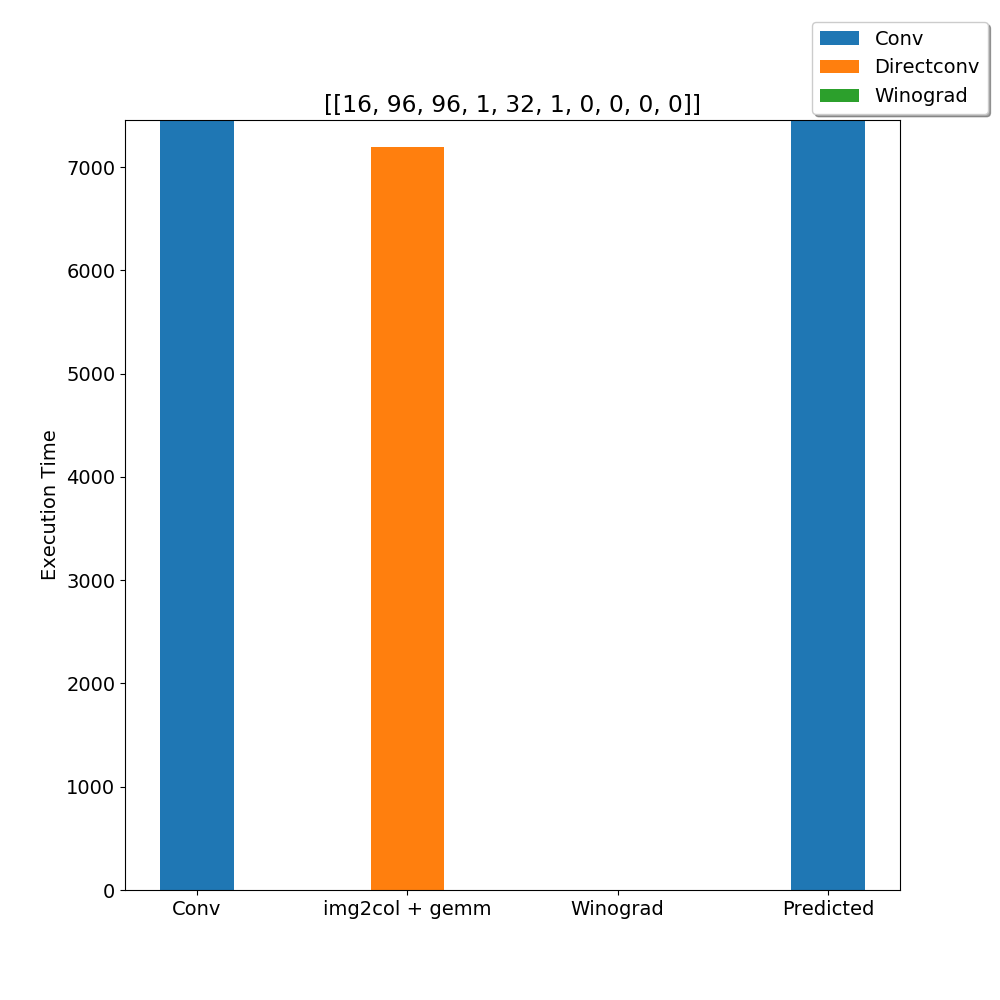 Conv
Directconv
Winograd
[[16, 96, 96, 1, 32, 1, 0, 0, 0, 0]]
7000
6000
5000
4000
3000
2000
1000
0
Execution Time
Conv
img2col + gemm
Winograd
Predicted